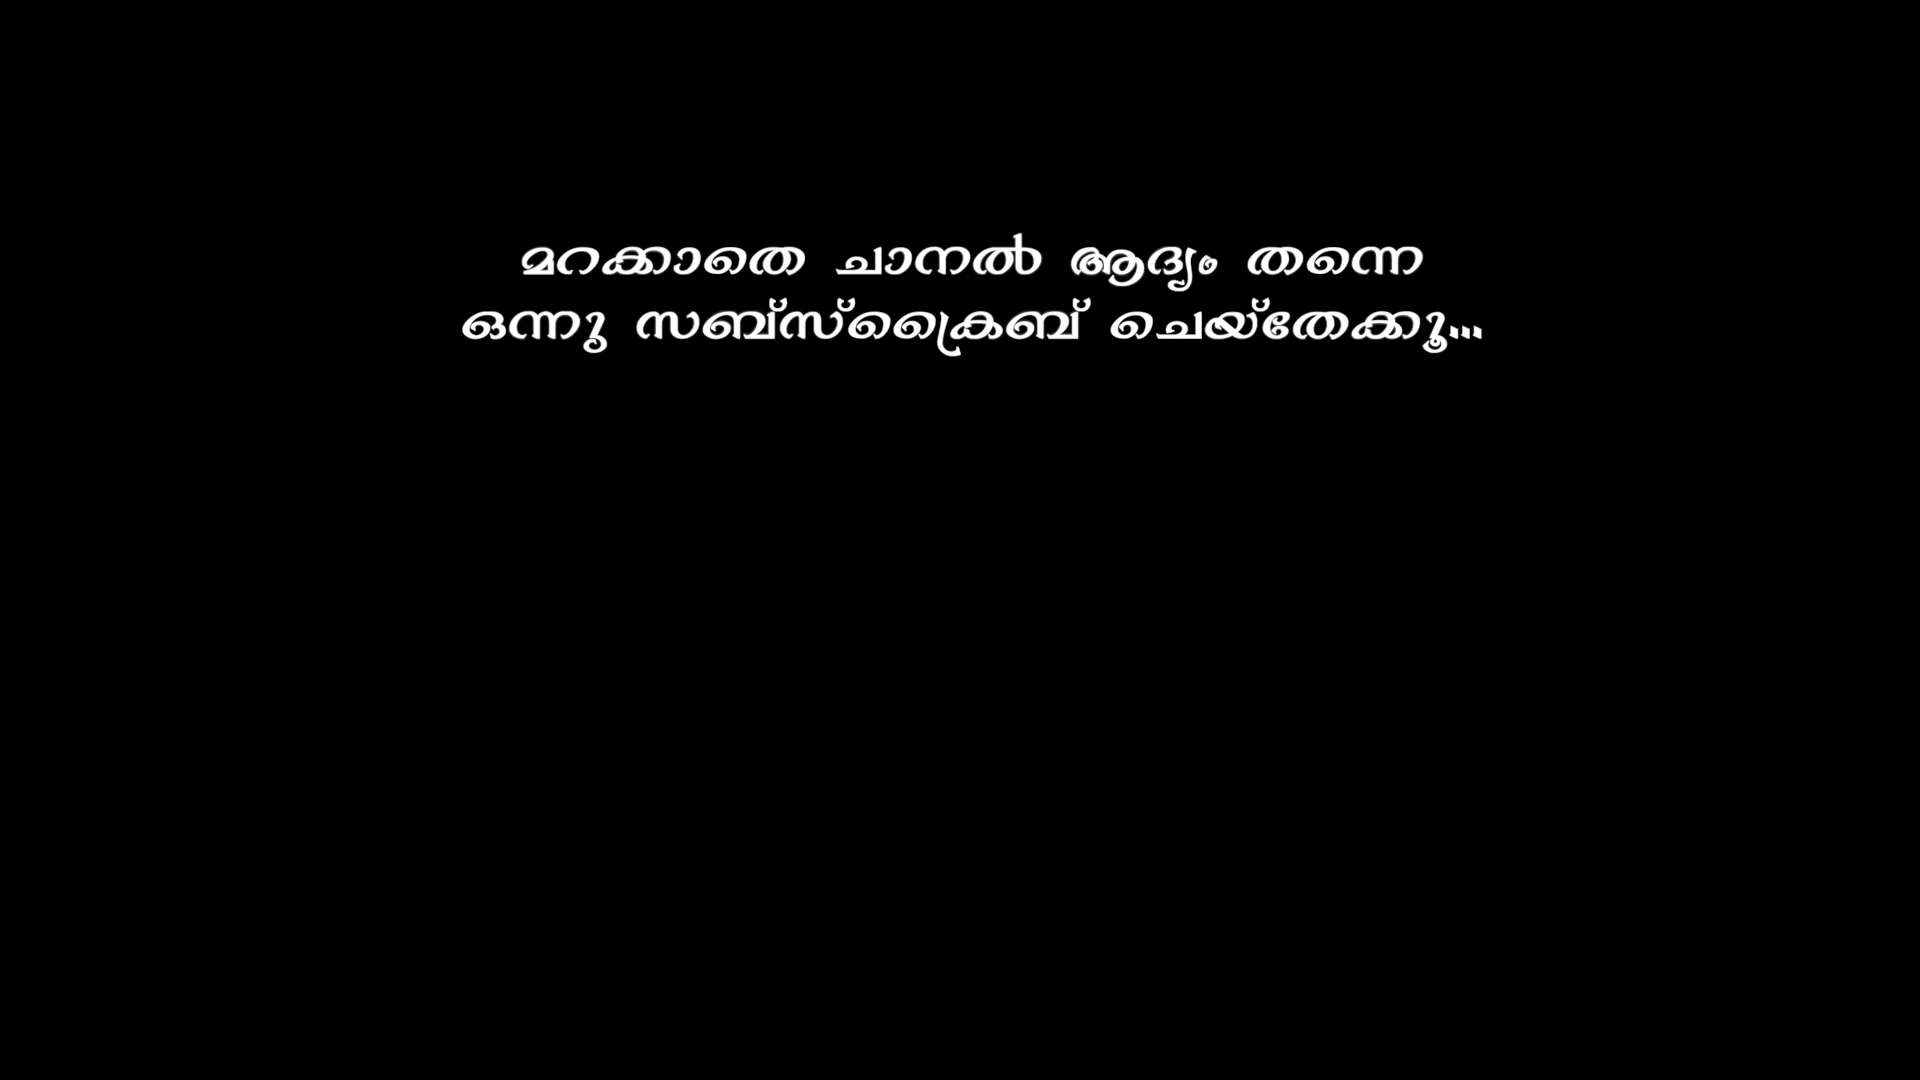 മറക്കാതെ ചാനൽ ആദ്യം തന്നെ
ഒന്നു സബ്സ്ക്രൈബ് ചെയ്തേക്കൂ...